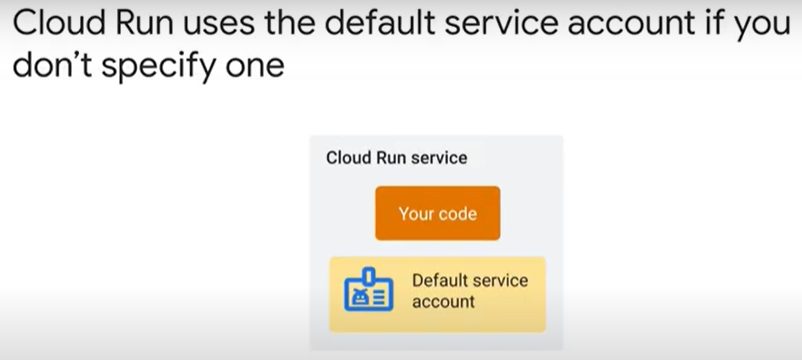 Cloud Run uses the default service account if you
don’t specify one
Cloud Run service
Your code
Default service
account